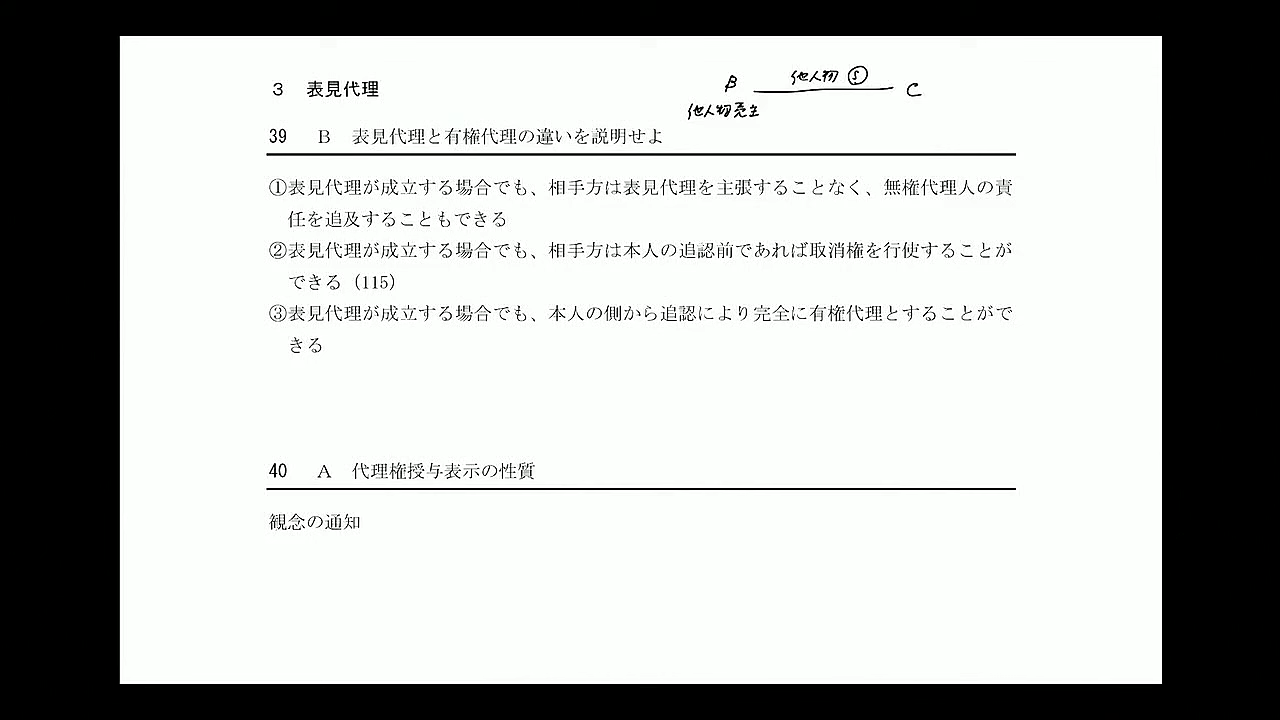 3 表見代理
B 他人物 Ⓢ C
他人物売主
39 B 表見代理と有権代理の違いを説明せよ
①表見代理が成立する場合でも、相手方は表見代理を主張することなく、無権代理人の責
任を追及することもできる
②表見代理が成立する場合でも、相手方は本人の追認前であれば取消権を行使することが
できる（115）
③表見代理が成立する場合でも、本人の側から追認により完全に有権代理とすることがで
きる
40 A 代理権授与表示の性質
観念の通知